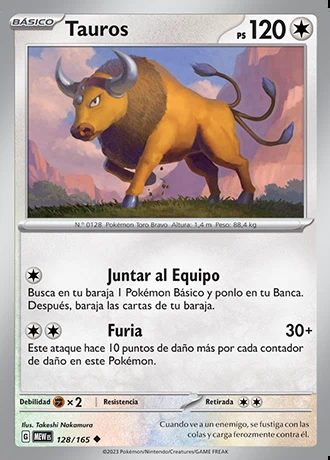 BÁSICO
Tauros
PS 120
N.º 0128 Pokémon Toro Bravo Altura: 1,4 m Peso: 88,4 kg
Juntar al Equipo
Busca en tu baraja 1 Pokémon Básico y ponlo en tu Banca.
Después, baraja las cartas de tu baraja.
Furia 30+
Este ataque hace 10 puntos de daño más por cada contador
de daño en este Pokémon.
Debilidad ×2 Resistencia Retirada
Ilus. Takeshi Nakamura
G MEW ES 128/165
Cuando ve a un enemigo, se fustiga con las
colas y carga ferozmente contra él.
©2023 Pokémon/Nintendo/Creatures/GAME FREAK